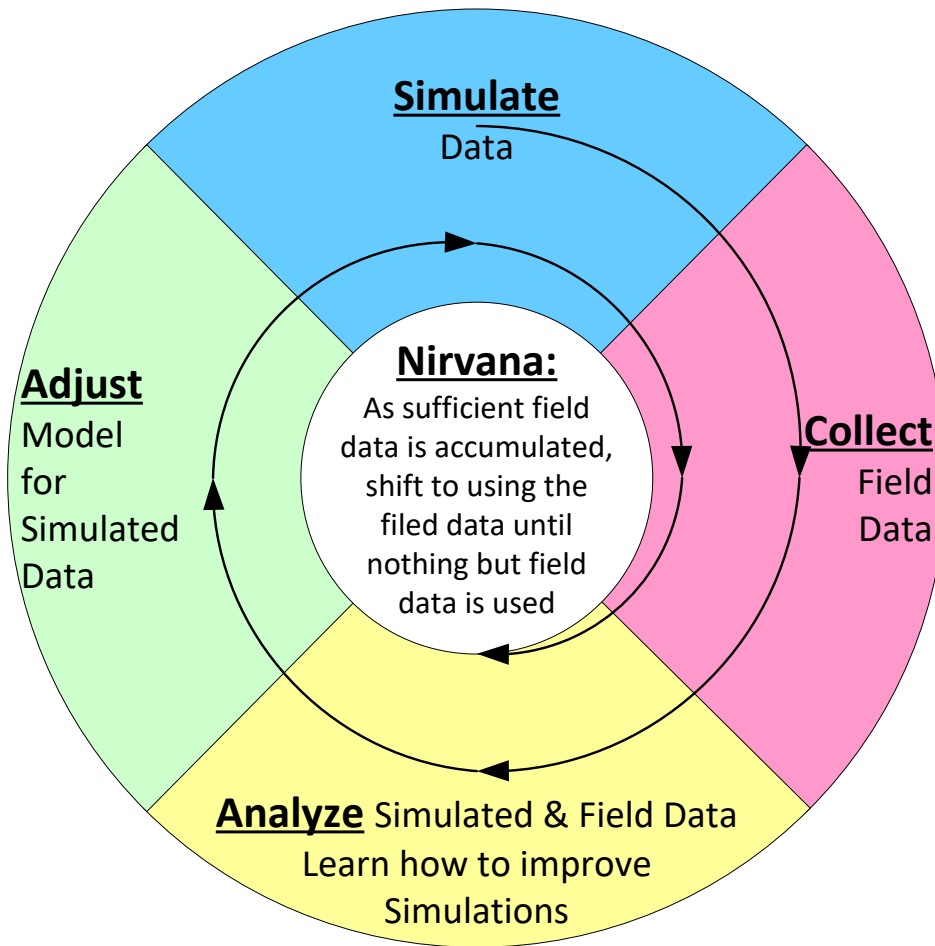 Simulate
Data
Collect
Field
Data
Analyze Simulated & Field Data
Learn how to improve
Simulations
Adjust
Model
for
Simulated
Data
Nirvana:
As sufficient field
data is accumulated,
shift to using the
filed data until
nothing but field
data is used